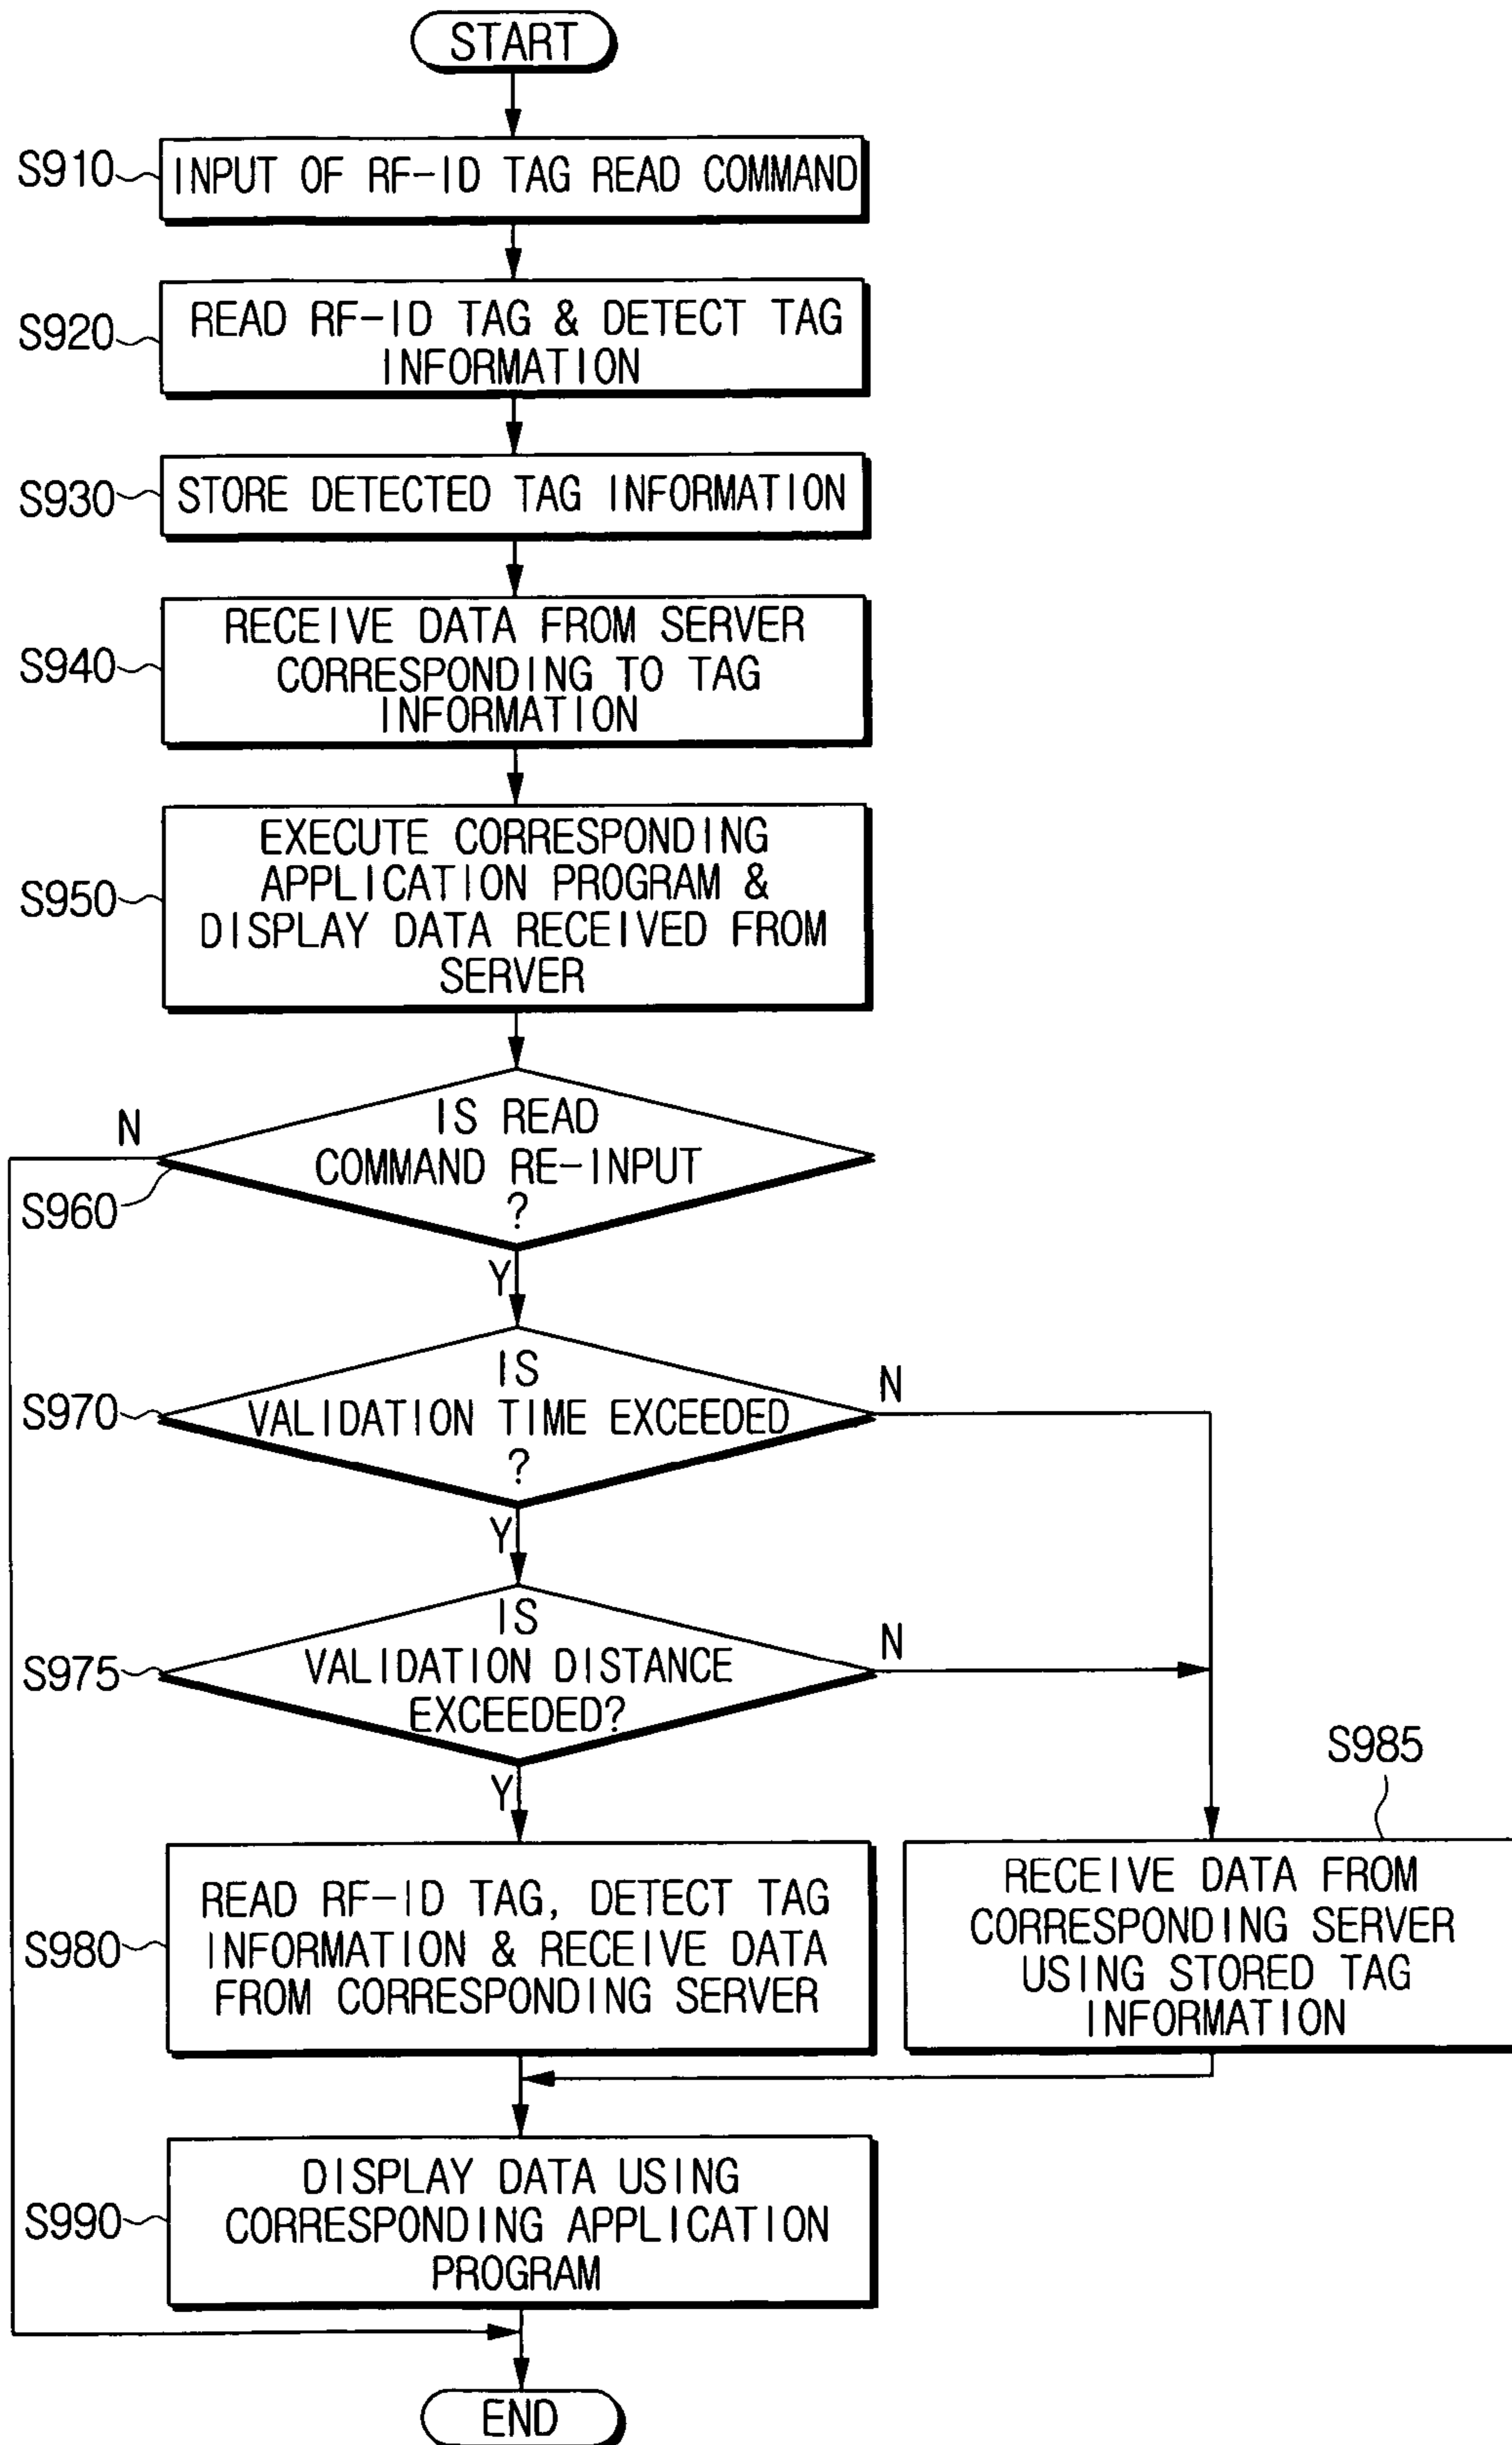 START
S910
INPUT OF RF-ID TAG READ COMMAND
S920
READ RF-ID TAG & DETECT TAG
INFORMATION
S930
STORE DETECTED TAG INFORMATION
S940
RECEIVE DATA FROM SERVER
CORRESPONDING TO TAG
INFORMATION
S950
EXECUTE CORRESPONDING
APPLICATION PROGRAM &
DISPLAY DATA RECEIVED FROM
SERVER
N
S960
IS READ
COMMAND RE-INPUT
?
Y
S970
IS
VALIDATION TIME EXCEEDED
?
N
Y
S975
IS
VALIDATION DISTANCE
EXCEEDED?
N
Y
S980
READ RF-ID TAG, DETECT TAG
INFORMATION & RECEIVE DATA
FROM CORRESPONDING SERVER
S985
RECEIVE DATA FROM
CORRESPONDING SERVER
USING STORED TAG
INFORMATION
S990
DISPLAY DATA USING
CORRESPONDING APPLICATION
PROGRAM
END